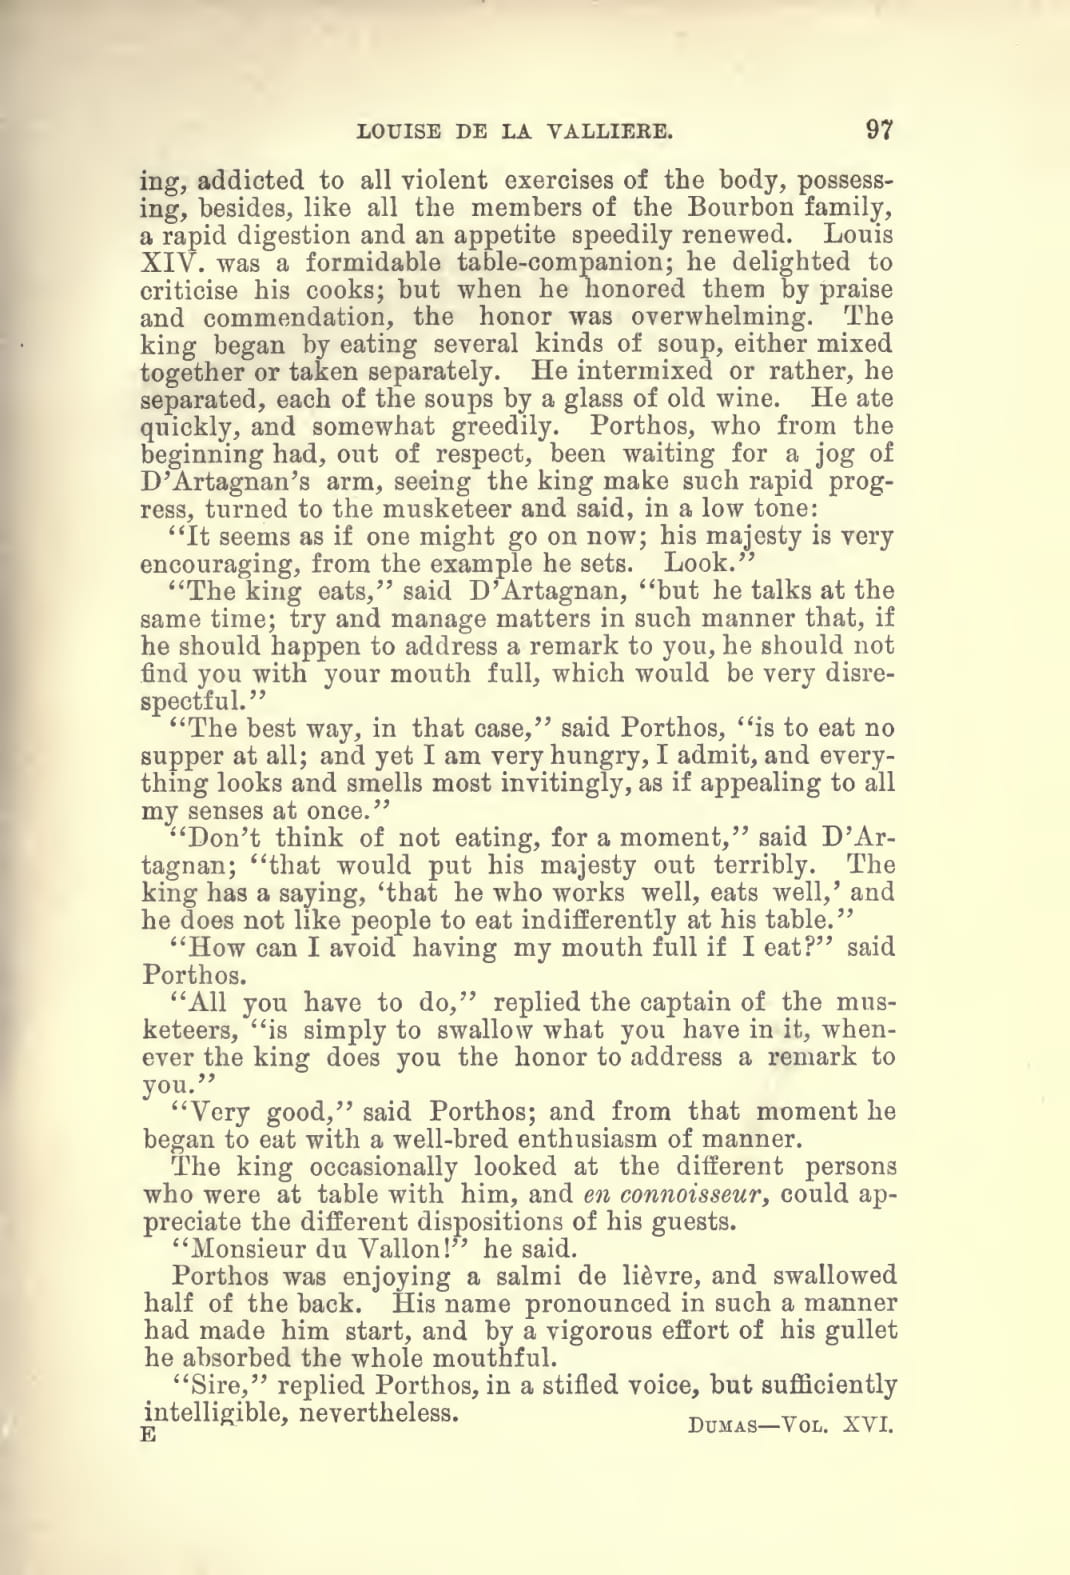 LOUISE DE LA VALLIERE. 97
ing, addicted to all violent exercises of the body, possess-
ing, besides, like all the members of the Bourbon family,
a rapid digestion and an appetite speedily renewed. Louis
XIV. was a formidable table-companion; he delighted to
criticise his cooks; but when he honored them by praise
and commendation, the honor was overwhelming. The
king began by eating several kinds of soup, either mixed
together or taken separately. He intermixed or rather, he
separated, each of the soups by a glass of old wine. He ate
quickly, and somewhat greedily. Porthos, who from the
beginning had, out of respect, been waiting for a jog of
D’Artagnan’s arm, seeing the king make such rapid prog-
ress, turned to the musketeer and said, in a low tone:
“It seems as if one might go on now; his majesty is very
encouraging, from the example he sets. Look.”
“The king eats,” said D’Artagnan, “but he talks at the
same time; try and manage matters in such manner that, if
he should happen to address a remark to you, he should not
find you with your mouth full, which would be very disre-
spectful.”
“The best way, in that case,” said Porthos, “is to eat no
supper at all; and yet I am very hungry, I admit, and every-
thing looks and smells most invitingly, as if appealing to all
my senses at once.”
“Don’t think of not eating, for a moment,” said D’Ar-
tagnan; “that would put his majesty out terribly. The
king has a saying, ‘that he who works well, eats well,’ and
he does not like people to eat indifferently at his table.”
“How can I avoid having my mouth full if I eat?” said
Porthos.
“All you have to do,” replied the captain of the mus-
keteers, “is simply to swallow what you have in it, when-
ever the king does you the honor to address a remark to
you.”
“Very good,” said Porthos; and from that moment he
began to eat with a well-bred enthusiasm of manner.
The king occasionally looked at the different persons
who were at table with him, and en connoisseur, could ap-
preciate the different dispositions of his guests.
“Monsieur du Vallon!” he said.
Porthos was enjoying a salmi de lièvre, and swallowed
half of the back. His name pronounced in such a manner
had made him start, and by a vigorous effort of his gullet
he absorbed the whole mouthful.
“Sire,” replied Porthos, in a stifled voice, but sufficiently
intelligible, nevertheless.
E DUMAS—VOL. XVI.